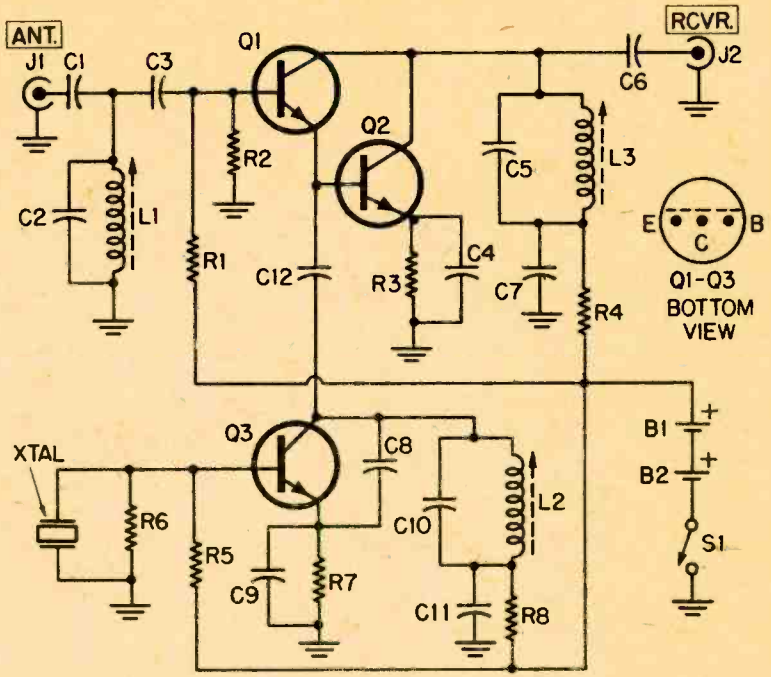 ANT.
RCVR.
J1
C1
C3
Q1
C6
J2
Q2
R2
C5
L3
C2
L1
E
B
C
R1
C12
R3
C4
C7
R4
Q1-Q3
BOTTOM
VIEW
Q3
C8
B1
+
XTAL
B2
+
R6
R5
C10
L2
S1
C9
R7
C11
R8